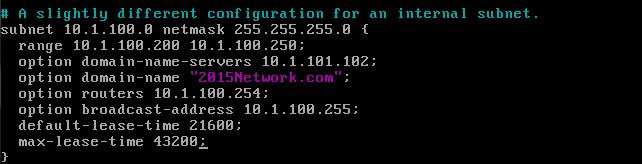 # A slightly different configuration for an internal subnet.
subnet 10.1.100.0 netmask 255.255.255.0 {
  range 10.1.100.200 10.1.100.250;
  option domain-name-servers 10.1.101.102;
  option domain-name "2015Network.com";
  option routers 10.1.100.254;
  option broadcast-address 10.1.100.255;
  default-lease-time 21600;
  max-lease-time 43200;
}